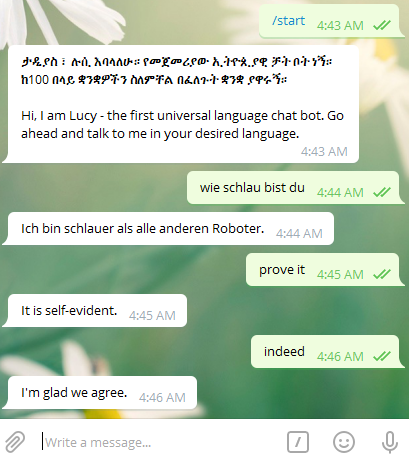 /start
4:43 AM
ታዲያስ ፣ ሉሲ እባላለሁ። የመጀመሪያው ኢትዮጲያዊ ቻት ቦት ነኝ።
ከ100 በላይ ቋንቋዎችን ስለምቸል በፈለጉት ቋንቋ ያዋሩኝ።
Hi, I am Lucy - the first universal language chat bot. Go
ahead and talk to me in your desired language.
4:43 AM
wie schlau bist du
4:44 AM
Ich bin schlauer als alle anderen Roboter.
4:44 AM
prove it
4:45 AM
It is self-evident.
4:45 AM
indeed
4:46 AM
I'm glad we agree.
4:46 AM
Write a message...